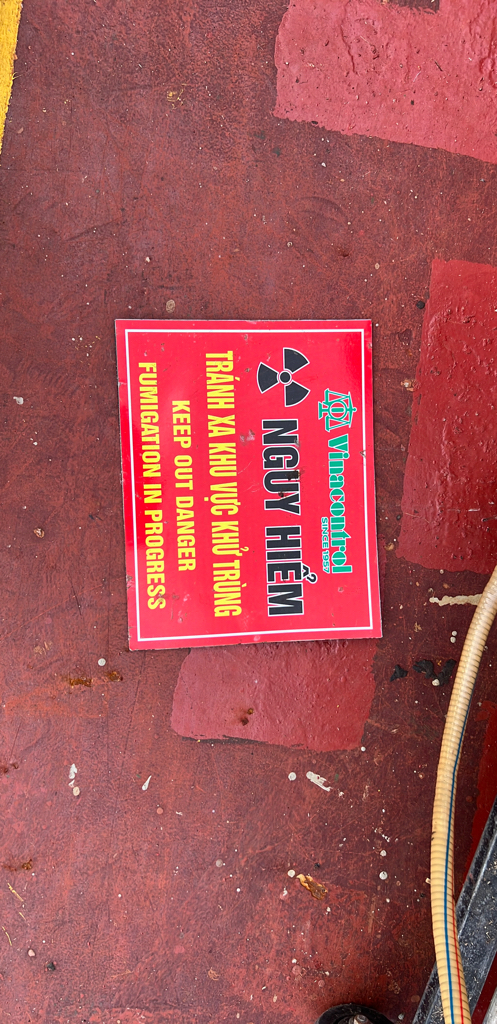 Vinacontrol
SINCE 1957
NGUY HIỂM
TRÁNH XA KHU VỰC KHỬ TRÙNG
KEEP OUT DANGER
FUMIGATION IN PROGRESS